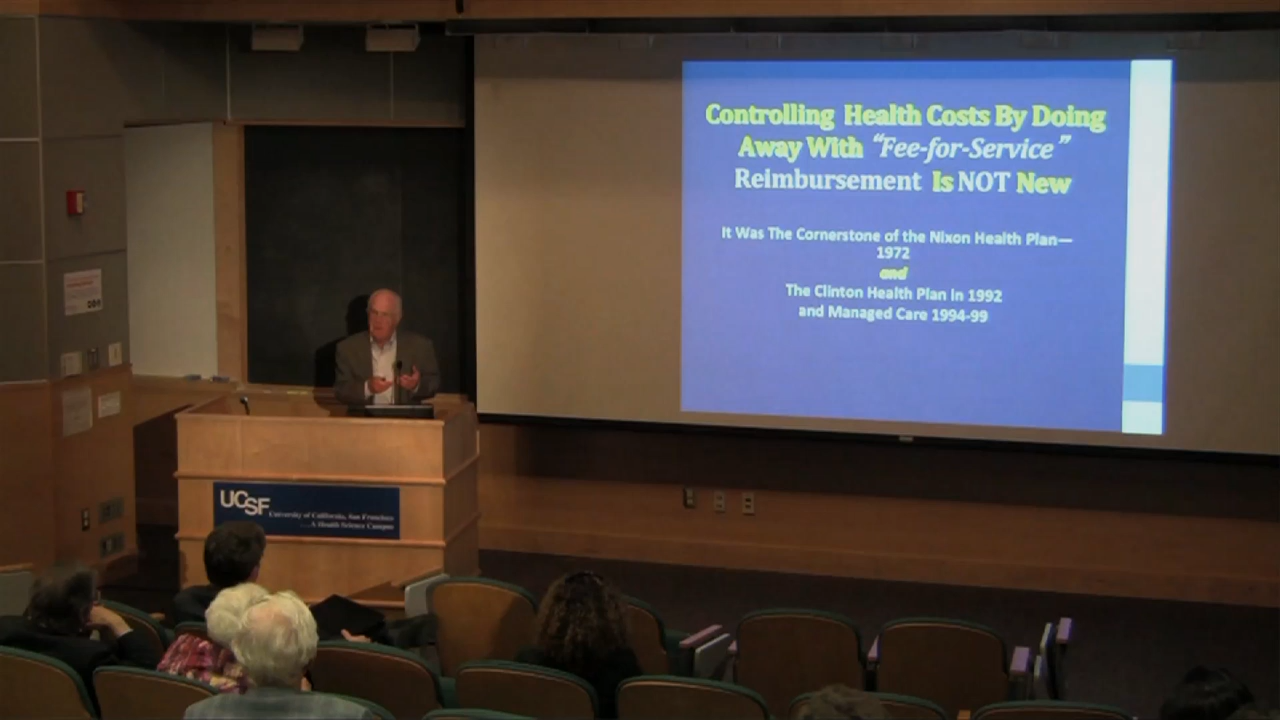 Controlling Health Costs By Doing
Away With "Fee-for-Service"
Reimbursement Is NOT New
It Was The Cornerstone of the Nixon Health Plan—
1972
and
The Clinton Health Plan in 1992
and Managed Care 1994-99
UCSF
University of California, San Francisco
A Health Science Campus